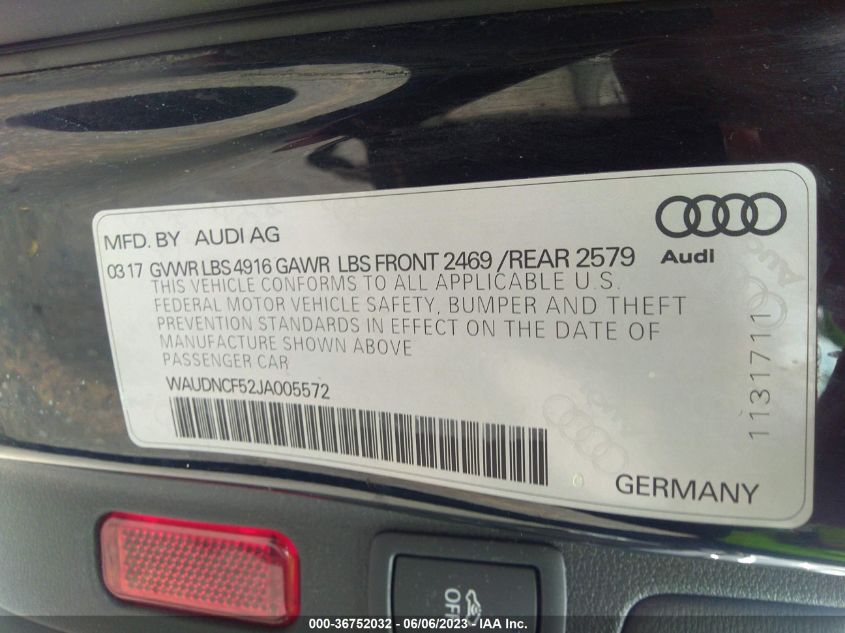 MFD. BY AUDI AG
Audi
03 17 GVWR LBS 4916 GAWR LBS FRONT 2469 /REAR 2579
THIS VEHICLE CONFORMS TO ALL APPLICABLE U.S.
FEDERAL MOTOR VEHICLE SAFETY, BUMPER AND THEFT
PREVENTION STANDARDS IN EFFECT ON THE DATE OF
MANUFACTURE SHOWN ABOVE
PASSENGER CAR
WAUDNCF52JA005572
1131711
GERMANY
OFF
000-36752032 - 06/06/2023 - IAA Inc.